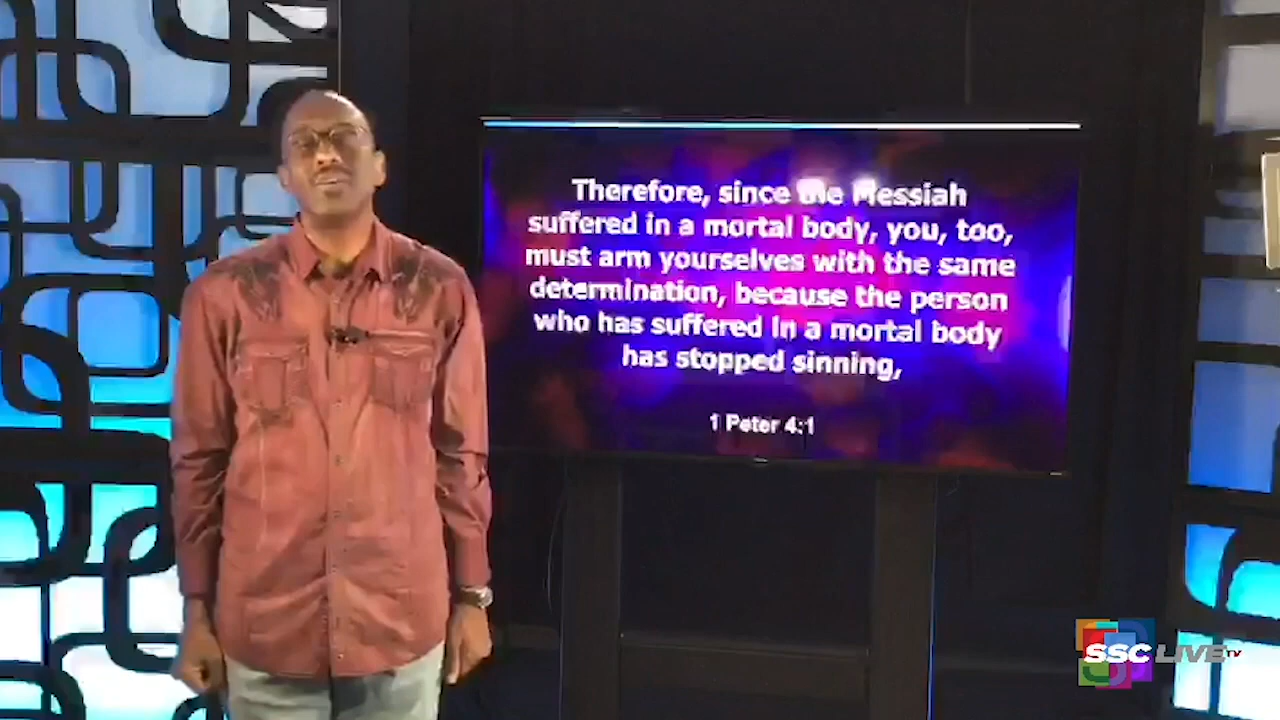 Therefore, since the Messiah
suffered in a mortal body, you, too,
must arm yourselves with the same
determination, because the person
who has suffered in a mortal body
has stopped sinning,
1 Peter 4:1
SSC LIVE TV